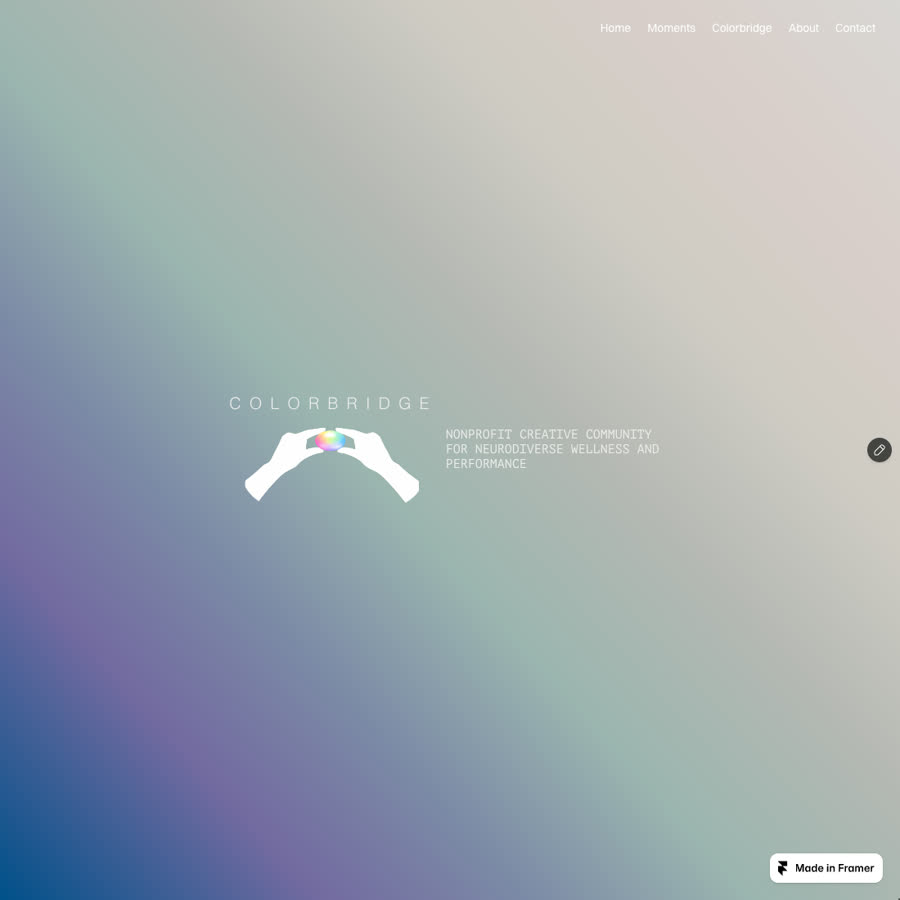 Home Moments Colorbridge About Contact
COLORBRIDGE
NONPROFIT CREATIVE COMMUNITY
FOR NEURODIVERSE WELLNESS AND
PERFORMANCE
Made in Framer